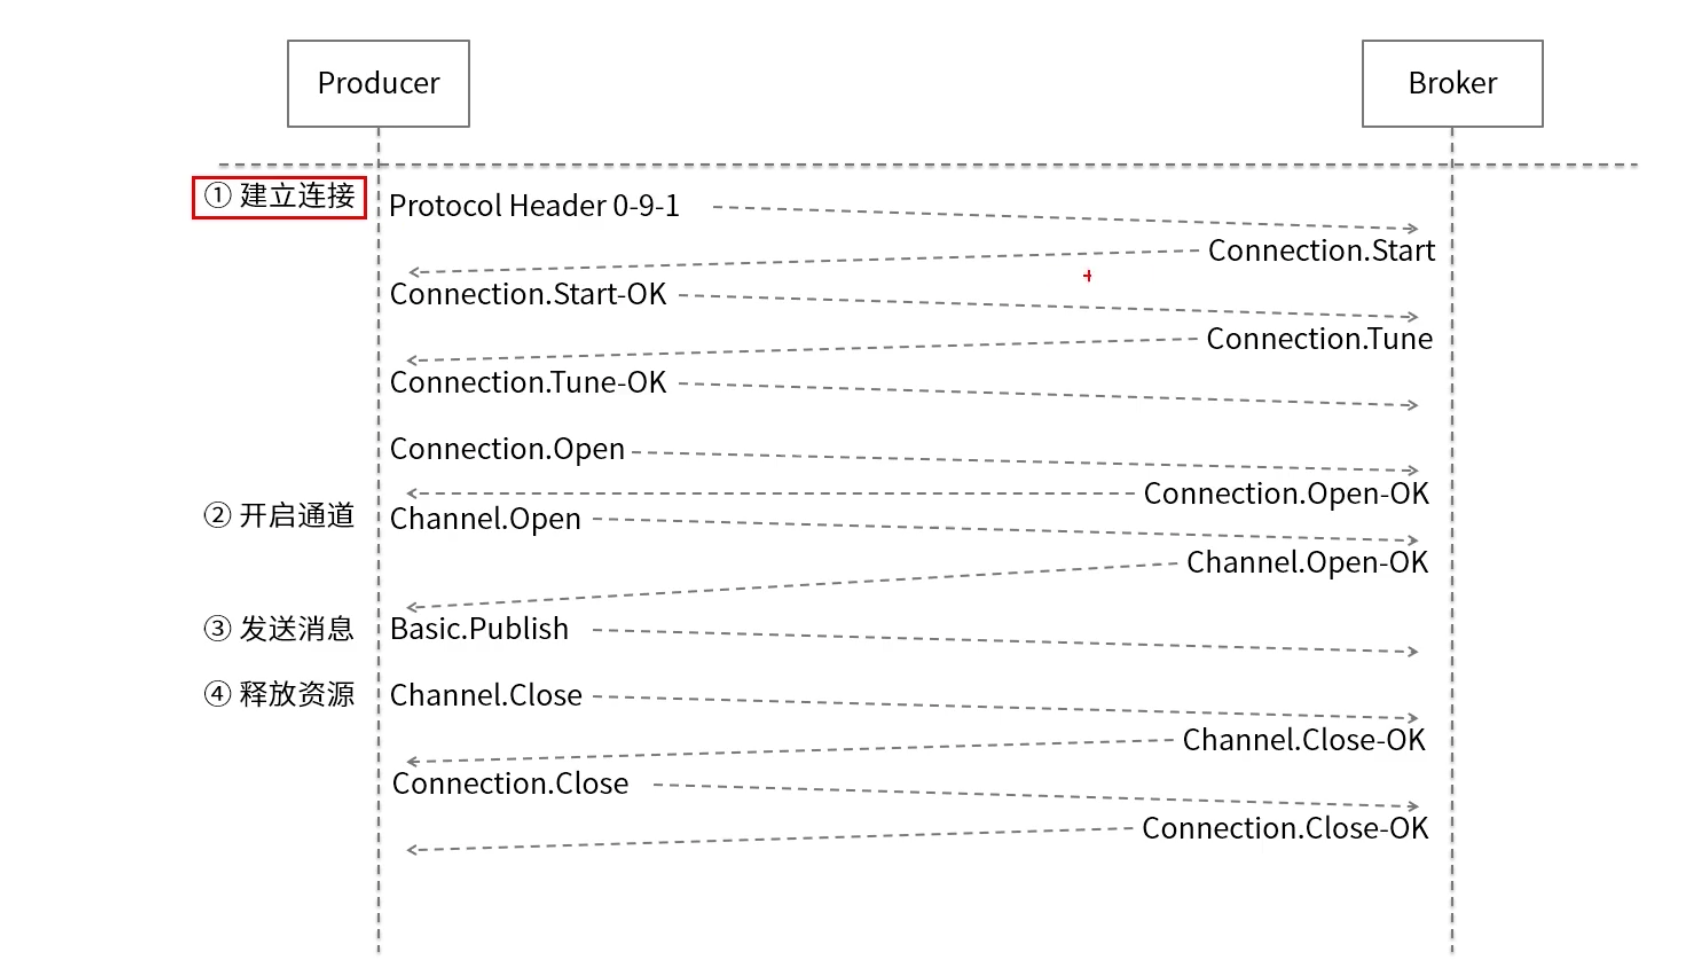 Producer
Broker
① 建立连接
Protocol Header 0-9-1
Connection.Start
Connection.Start-OK
Connection.Tune
Connection.Tune-OK
Connection.Open
Connection.Open-OK
② 开启通道
Channel.Open
Channel.Open-OK
③ 发送消息
Basic.Publish
④ 释放资源
Channel.Close
Channel.Close-OK
Connection.Close
Connection.Close-OK